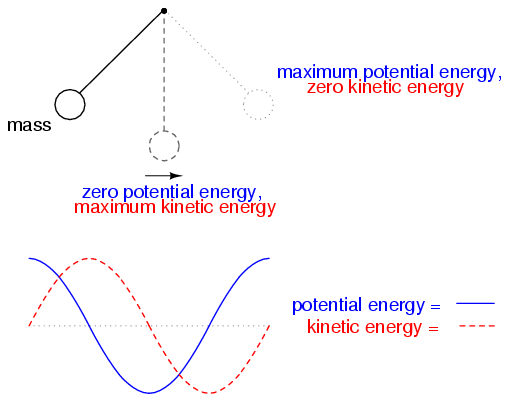 maximum potential energy,
zero kinetic energy
mass
zero potential energy,
maximum kinetic energy
potential energy =
kinetic energy =